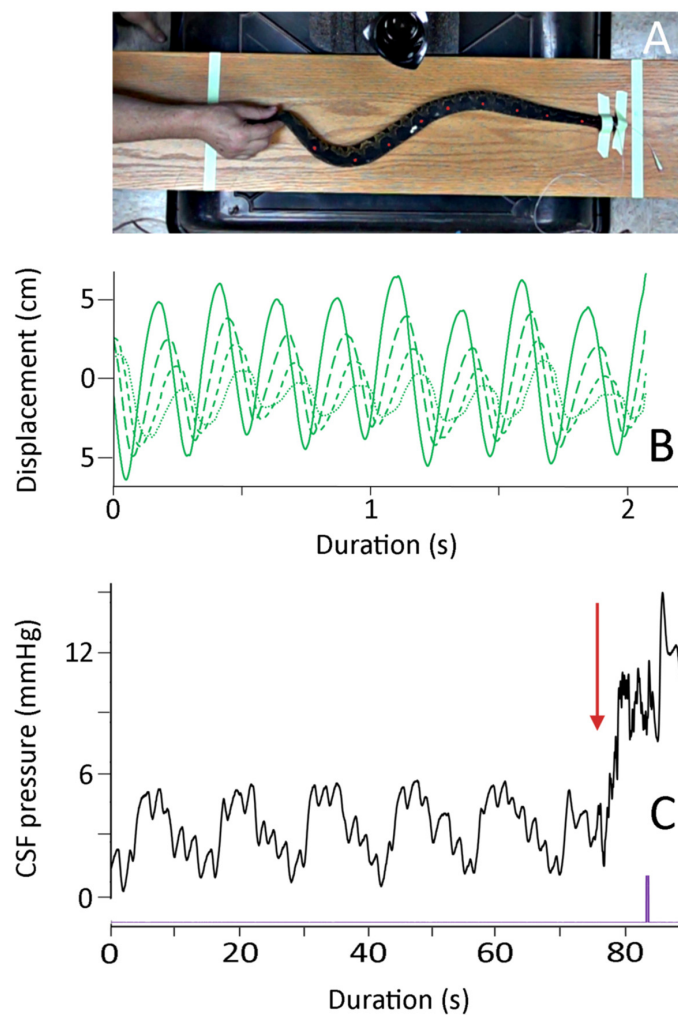 A
Displacement (cm)
5
0
5
B
0 1 2
Duration (s)
CSF pressure (mmHg)
12
6
0
C
0 20 40 60 80
Duration (s)